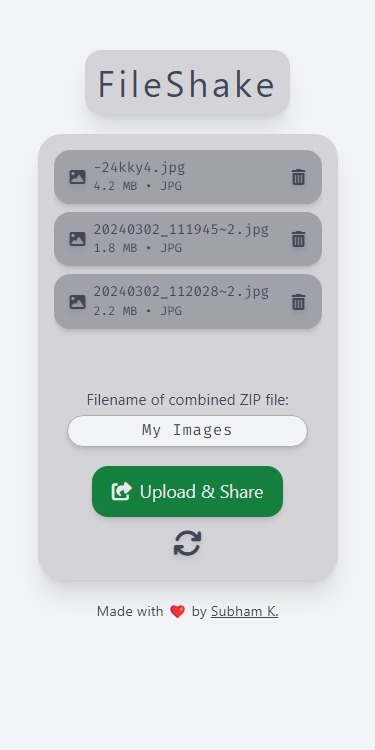 FileShake
-24kky4.jpg
4.2 MB • JPG
20240302_111945~2.jpg
1.8 MB • JPG
20240302_112028~2.jpg
2.2 MB • JPG
Filename of combined ZIP file:
My Images
Upload & Share
Made with ❤️ by Subham K.